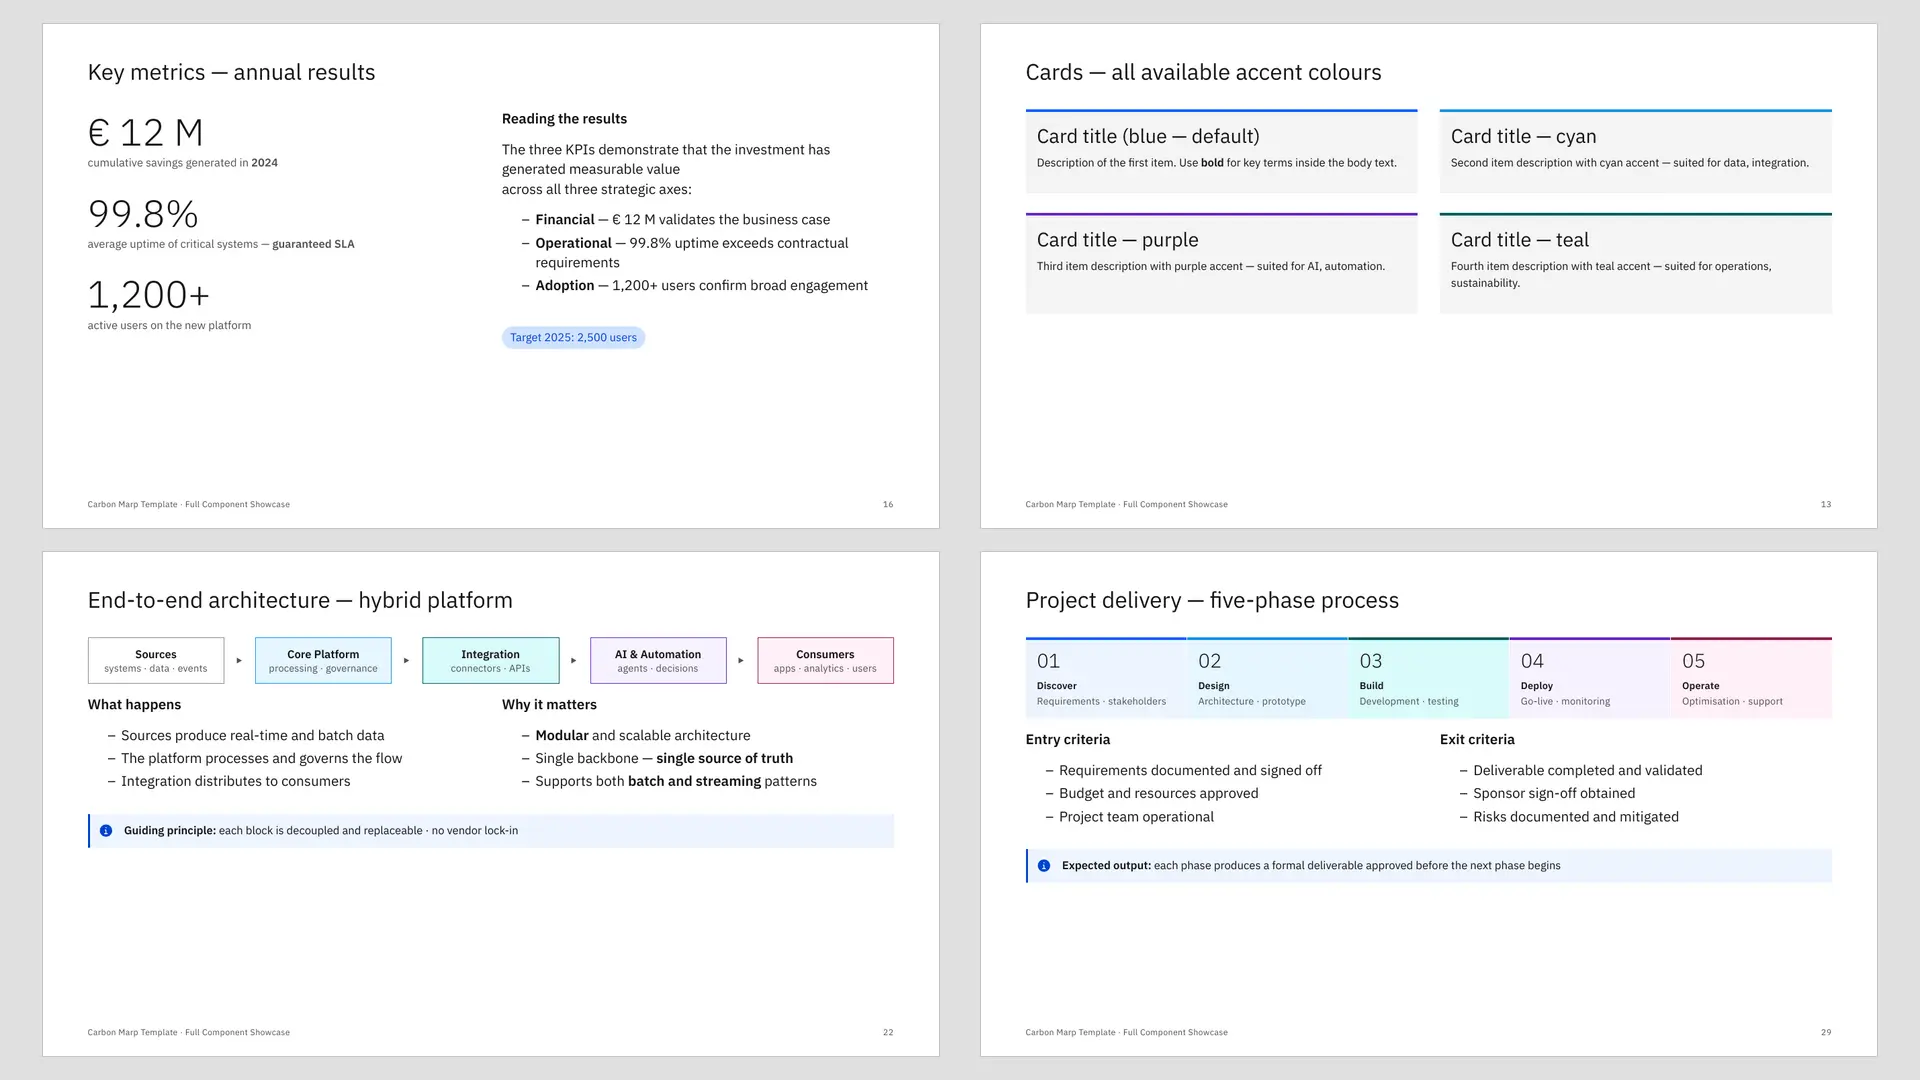 Key metrics — annual results
€ 12 M
cumulative savings generated in 2024
99.8%
average uptime of critical systems — guaranteed SLA
1,200+
active users on the new platform
Reading the results
The three KPIs demonstrate that the investment has
generated measurable value
across all three strategic axes:
– Financial — € 12 M validates the business case
– Operational — 99.8% uptime exceeds contractual
requirements
– Adoption — 1,200+ users confirm broad engagement
Target 2025: 2,500 users
Carbon Marp Template · Full Component Showcase
16
Cards — all available accent colours
Card title (blue — default)
Description of the first item. Use bold for key terms inside the body text.
Card title — cyan
Second item description with cyan accent — suited for data, integration.
Card title — purple
Third item description with purple accent — suited for AI, automation.
Card title — teal
Fourth item description with teal accent — suited for operations,
sustainability.
Carbon Marp Template · Full Component Showcase
13
End-to-end architecture — hybrid platform
Sources
systems · data · events
▸
Core Platform
processing · governance
▸
Integration
connectors · APIs
▸
AI & Automation
agents · decisions
▸
Consumers
apps · analytics · users
What happens
– Sources produce real-time and batch data
– The platform processes and governs the flow
– Integration distributes to consumers
Why it matters
– Modular and scalable architecture
– Single backbone — single source of truth
– Supports both batch and streaming patterns
Guiding principle: each block is decoupled and replaceable · no vendor lock-in
Carbon Marp Template · Full Component Showcase
22
Project delivery — five-phase process
01
Discover
Requirements · stakeholders
02
Design
Architecture · prototype
03
Build
Development · testing
04
Deploy
Go-live · monitoring
05
Operate
Optimisation · support
Entry criteria
– Requirements documented and signed off
– Budget and resources approved
– Project team operational
Exit criteria
– Deliverable completed and validated
– Sponsor sign-off obtained
– Risks documented and mitigated
Expected output: each phase produces a formal deliverable approved before the next phase begins
Carbon Marp Template · Full Component Showcase
29